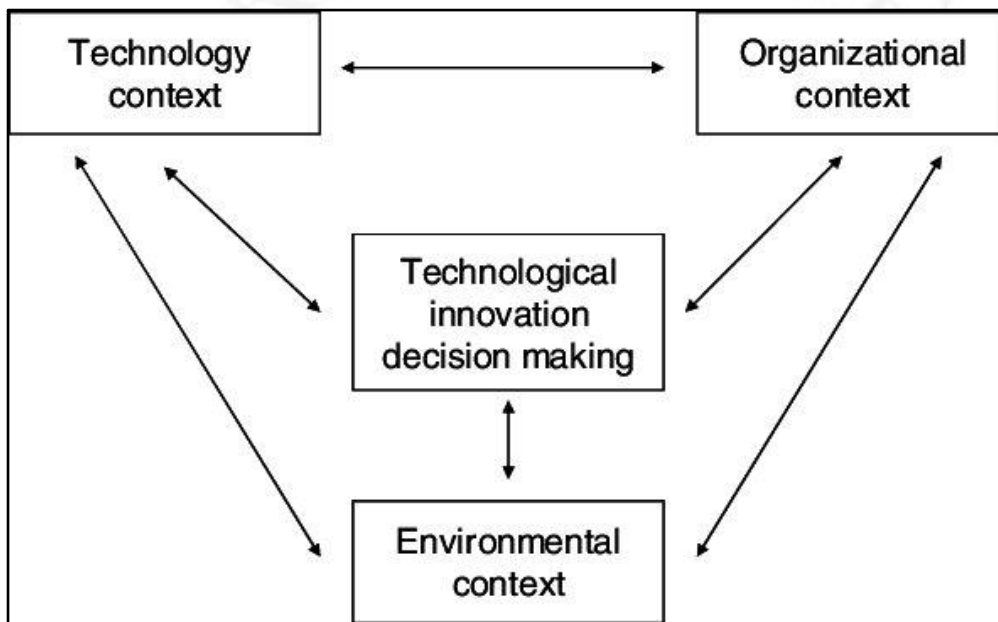 Technology
context
Organizational
context
Technological
innovation
decision making
Environmental
context